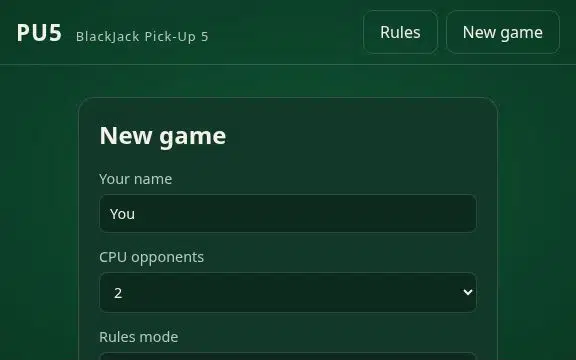 PU5 BlackJack Pick-Up 5 Rules New game
New game
Your name
You
CPU opponents
2
Rules mode